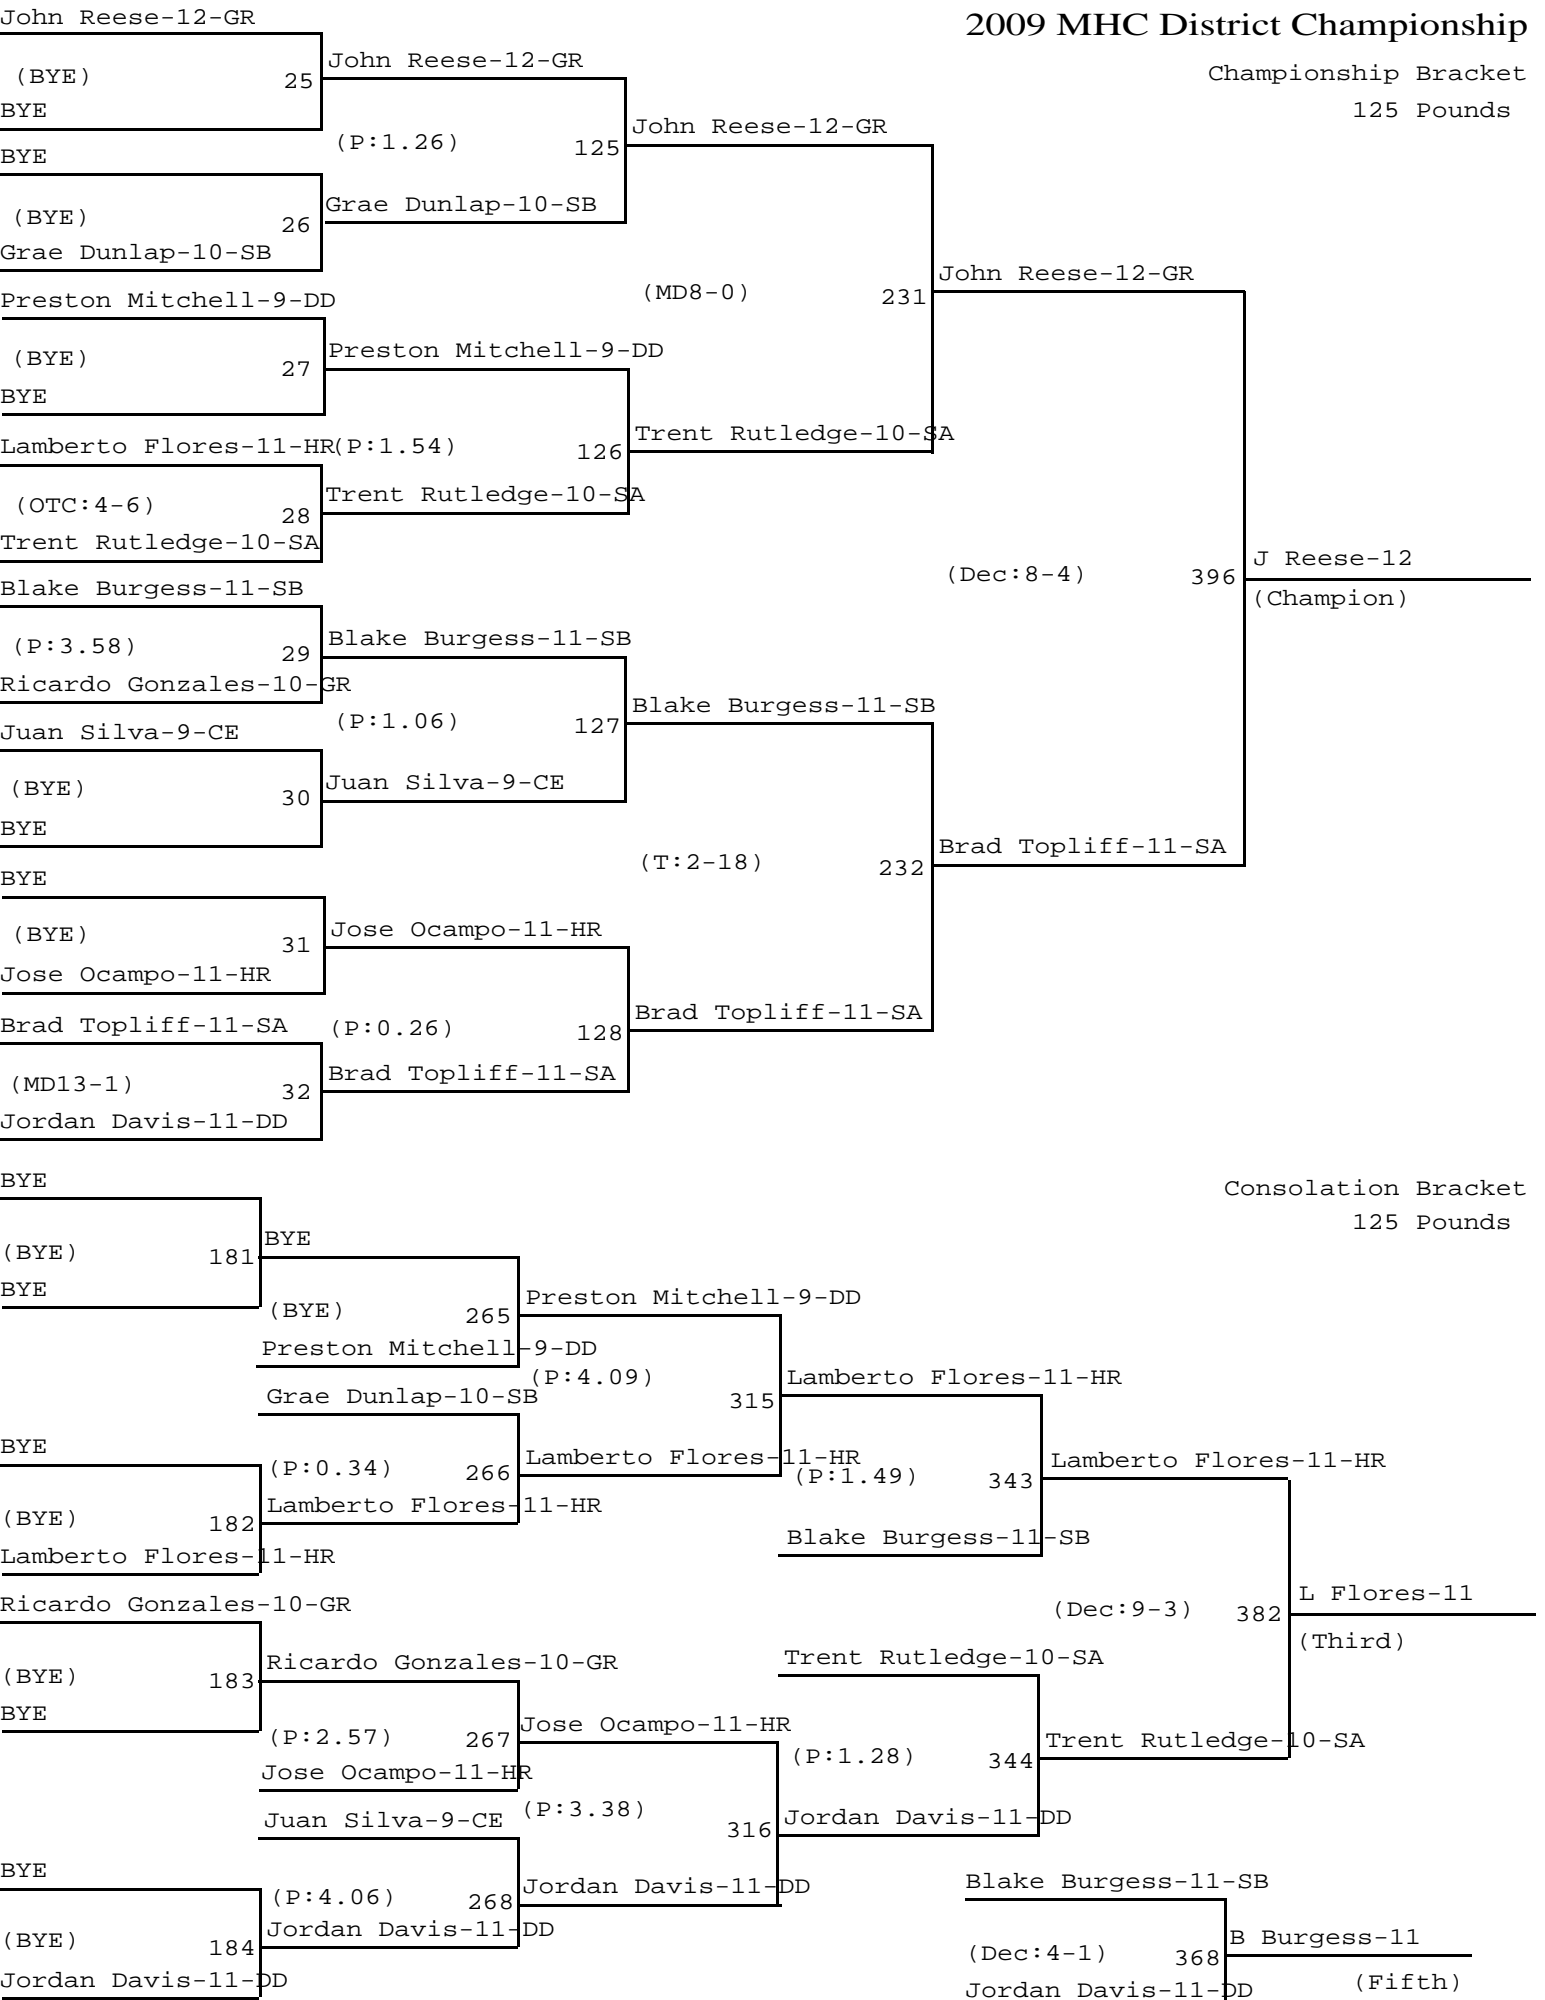 John Reese-12-GR
2009 MHC District Championship
(BYE)
25
John Reese-12-GR
Championship Bracket
BYE
125 Pounds
(P:1.26)
125
John Reese-12-GR
BYE
(BYE)
26
Grae Dunlap-10-SB
Grae Dunlap-10-SB
(MD8-0)
231
John Reese-12-GR
Preston Mitchell-9-DD
(BYE)
27
Preston Mitchell-9-DD
BYE
Lamberto Flores-11-HR
(P:1.54)
126
Trent Rutledge-10-SA
(OTC:4-6)
28
Trent Rutledge-10-SA
Trent Rutledge-10-SA
(Dec:8-4)
396
J Reese-12
(Champion)
Blake Burgess-11-SB
(P:3.58)
29
Blake Burgess-11-SB
Ricardo Gonzales-10-GR
(P:1.06)
127
Blake Burgess-11-SB
Juan Silva-9-CE
(BYE)
30
Juan Silva-9-CE
BYE
(T:2-18)
232
Brad Topliff-11-SA
BYE
(BYE)
31
Jose Ocampo-11-HR
Jose Ocampo-11-HR
Brad Topliff-11-SA
(P:0.26)
128
Brad Topliff-11-SA
(MD13-1)
32
Brad Topliff-11-SA
Jordan Davis-11-DD
BYE
Consolation Bracket
125 Pounds
(BYE)
181
BYE
BYE
(BYE)
265
Preston Mitchell-9-DD
Preston Mitchell-9-DD
(P:4.09)
315
Lamberto Flores-11-HR
Grae Dunlap-10-SB
BYE
(P:0.34)
266
Lamberto Flores-11-HR
(P:1.49)
343
Lamberto Flores-11-HR
(BYE)
182
Lamberto Flores-11-HR
Lamberto Flores-11-HR
Blake Burgess-11-SB
Ricardo Gonzales-10-GR
(Dec:9-3)
382
L Flores-11
(Third)
(BYE)
183
Ricardo Gonzales-10-GR
Trent Rutledge-10-SA
BYE
(P:2.57)
267
Jose Ocampo-11-HR
(P:1.28)
344
Trent Rutledge-10-SA
Jose Ocampo-11-HR
Juan Silva-9-CE
(P:3.38)
316
Jordan Davis-11-DD
BYE
(P:4.06)
268
Jordan Davis-11-DD
Blake Burgess-11-SB
(BYE)
184
Jordan Davis-11-DD
(Dec:4-1)
368
B Burgess-11
Jordan Davis-11-DD
Jordan Davis-11-DD
(Fifth)